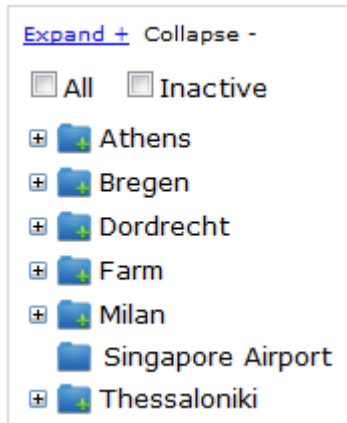 Expand + Collapse -
All Inactive
Athens
Bregen
Dordrecht
Farm
Milan
Singapore Airport
Thessaloniki